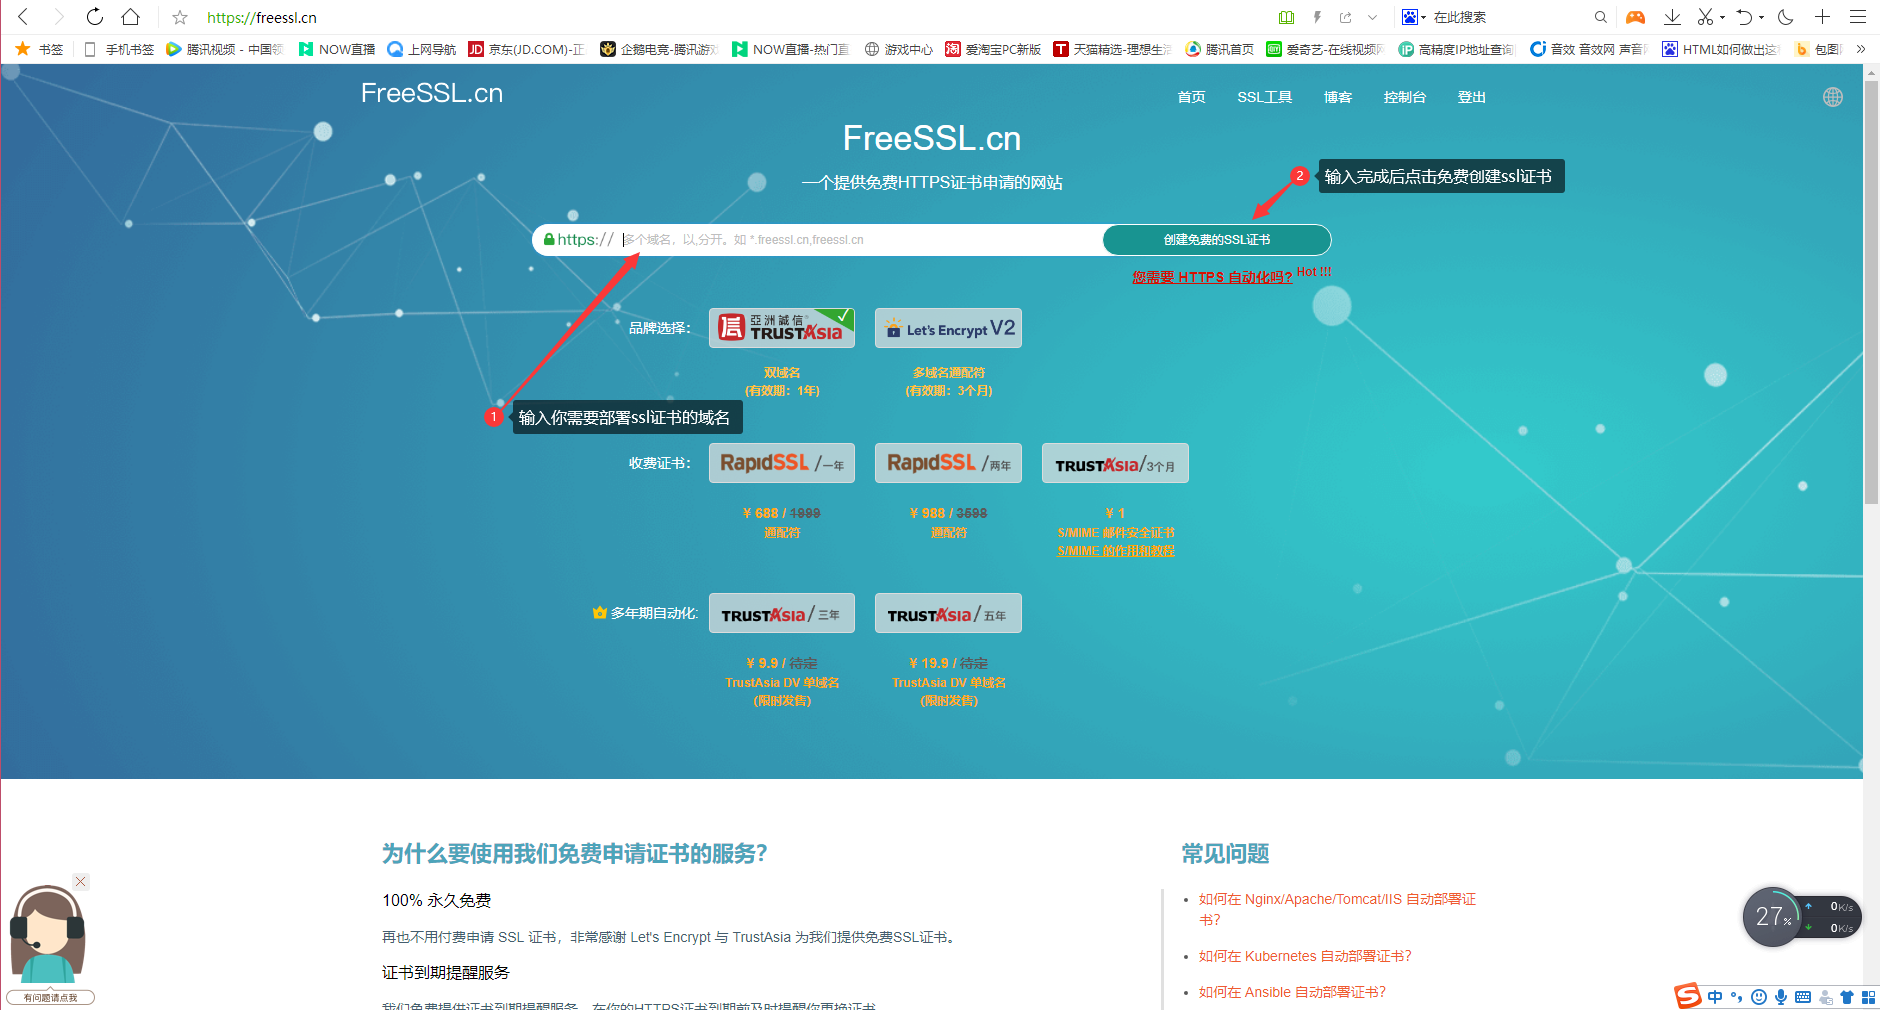 https://freessl.cn
在此搜索
书签
手机书签
腾讯视频 - 中国领
NOW直播
上网导航
京东(JD.COM)-正
企鹅电竞-腾讯游戏
NOW直播-热门直
游戏中心
爱淘宝PC新版
天猫精选-理想生活
腾讯首页
爱奇艺-在线视频网
高精度IP地址查询
音效 音效网 声音
HTML如何做出这
包图
FreeSSL.cn
首页
SSL工具
博客
控制台
登出
FreeSSL.cn
一个提供免费HTTPS证书申请的网站
2
输入完成后点击免费创建ssl证书
https://
多个域名，以,分开。如 *.freessl.cn,freessl.cn
创建免费的SSL证书
您需要 HTTPS 自动化吗? Hot !!!
品牌选择：
亞洲誠信®
TRUSTASIA
Let's Encrypt V2
双域名
(有效期：1年)
多域名通配符
(有效期：3个月)
1
输入你需要部署ssl证书的域名
收费证书：
RapidSSL /一年
RapidSSL /两年
TRUSTASIA/3个月
¥ 688 / 1999
通配符
¥ 988 / 3598
通配符
¥ 1
S/MIME 邮件安全证书
S/MIME 的作用和教程
多年期自动化:
TRUSTASIA/三年
TRUSTASIA/五年
¥ 9.9 / 待定
TrustAsia DV 单域名
(限时发售)
¥ 19.9 / 待定
TrustAsia DV 单域名
(限时发售)
为什么要使用我们免费申请证书的服务?
100% 永久免费
再也不用付费申请 SSL 证书，非常感谢 Let's Encrypt 与 TrustAsia 为我们提供免费SSL证书。
证书到期提醒服务
我们免费提供证书到期提醒服务，在你的HTTPS证书到期前及时提醒你更换证书
常见问题
如何在 Nginx/Apache/Tomcat/IIS 自动部署证
书?
如何在 Kubernetes 自动部署证书?
如何在 Ansible 自动部署证书?
有问题请点我
27%
0K/s
0K/s
中